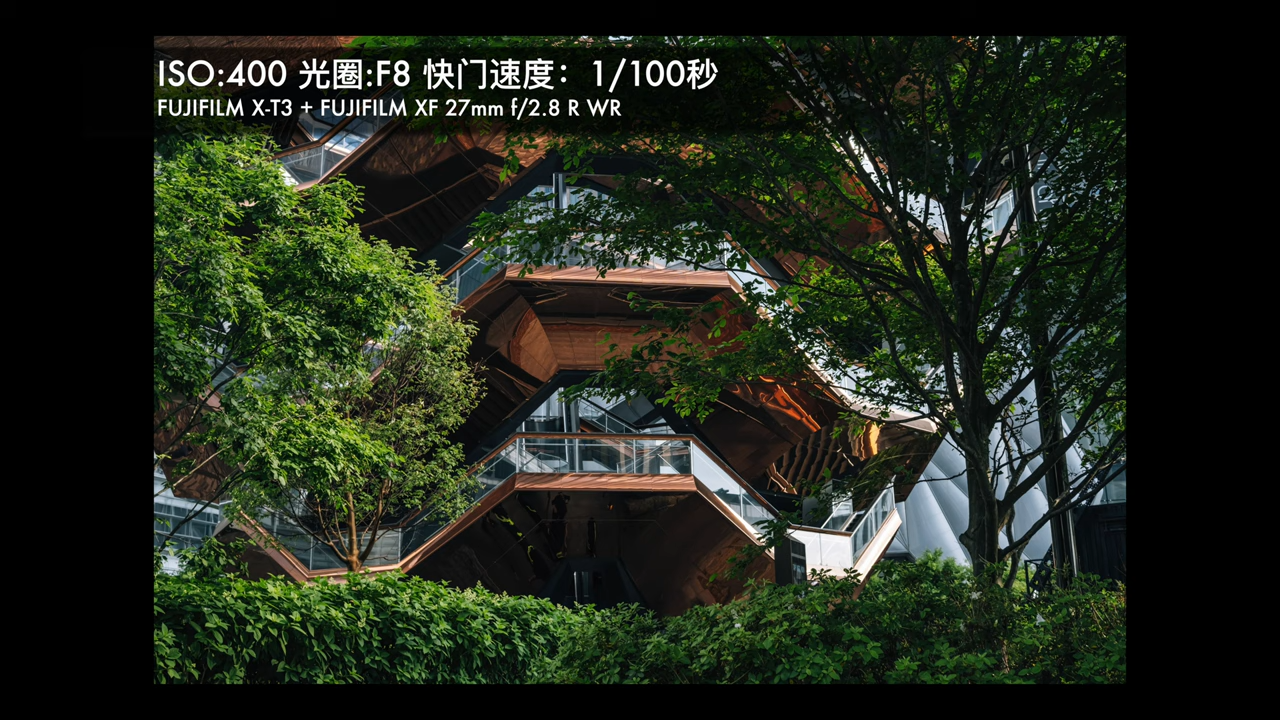 ISO:400 光圈:F8 快门速度：1/100秒
FUJIFILM X-T3 + FUJIFILM XF 27mm f/2.8 R WR